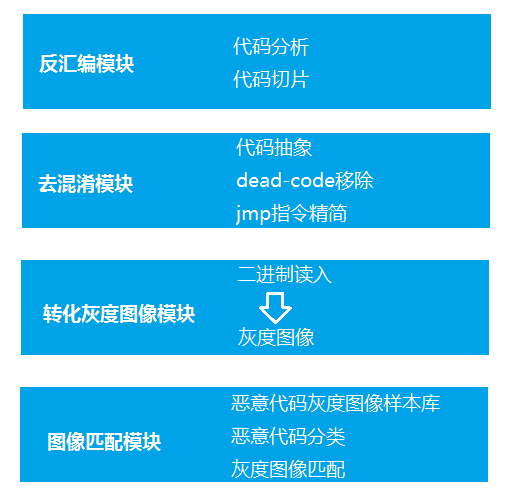 反汇编模块
代码分析
代码切片
去混淆模块
代码抽象
dead-code移除
jmp指令精简
转化灰度图像模块
二进制读入
灰度图像
图像匹配模块
恶意代码灰度图像样本库
恶意代码分类
灰度图像匹配